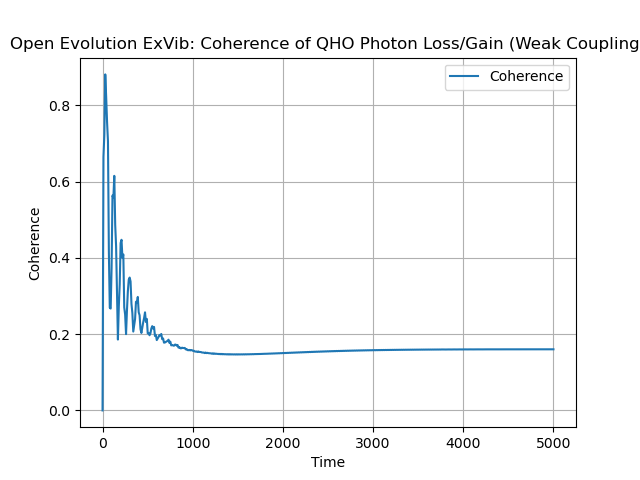 Open Evolution ExVib: Coherence of QHO Photon Loss/Gain (Weak Coupling
Coherence
0.8
0.6
0.4
0.2
0.0
Coherence
0
1000
2000
3000
4000
5000
Time